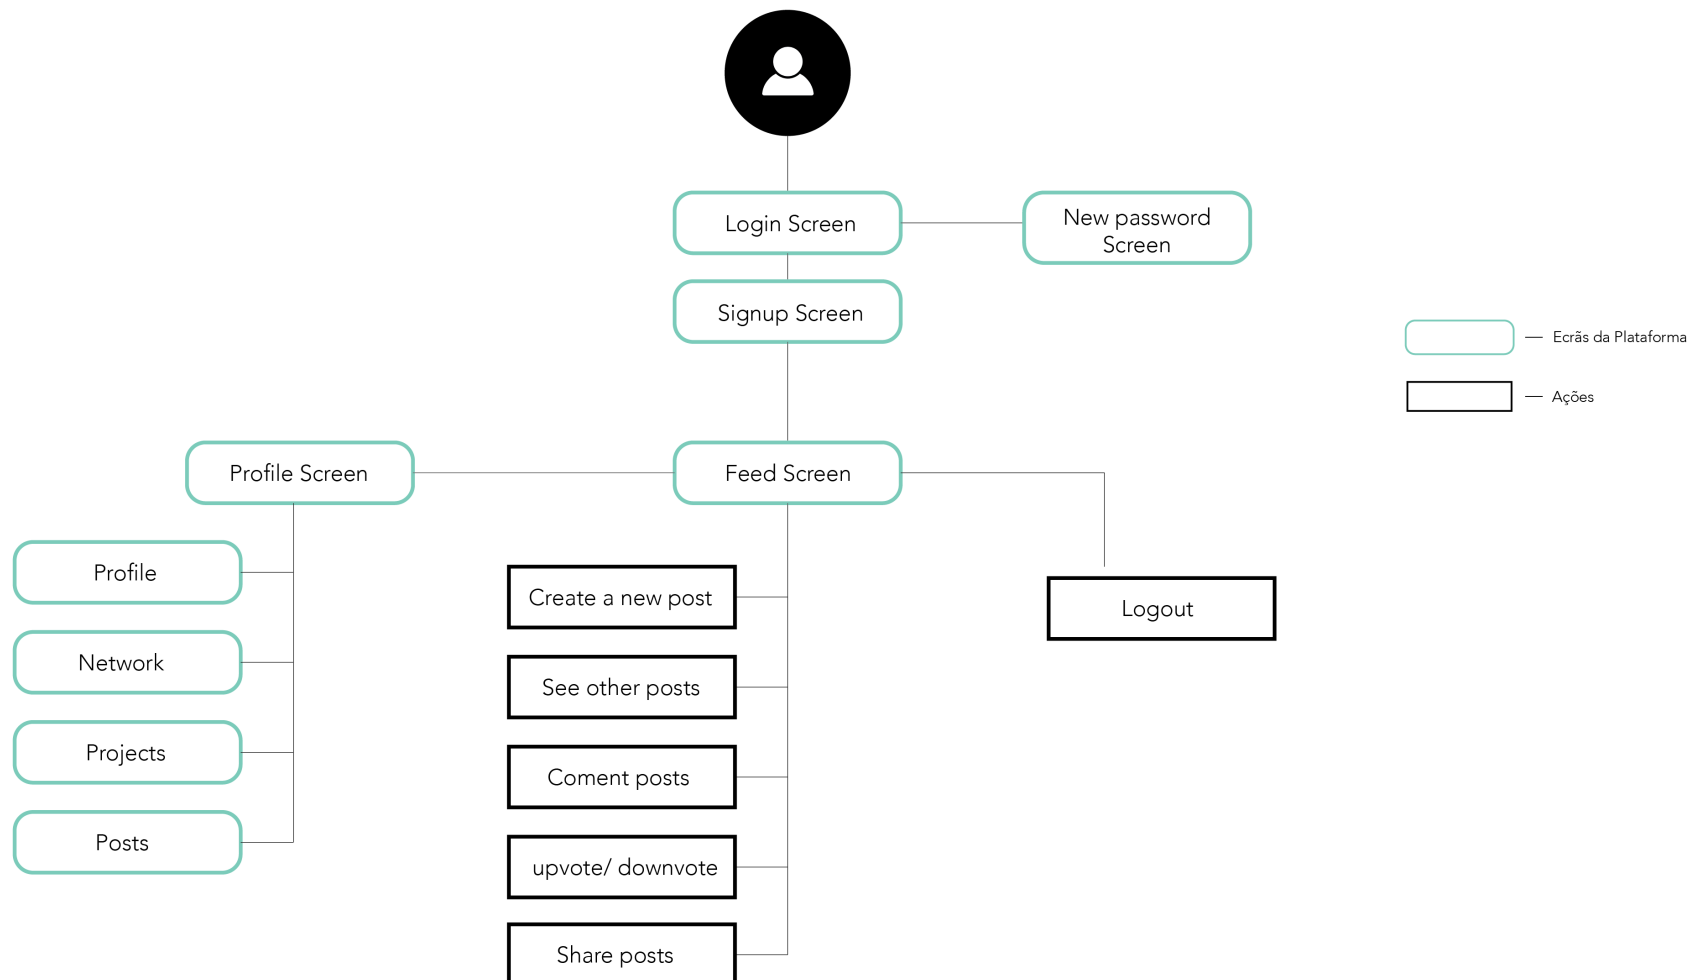 Login Screen
New password
Screen
Signup Screen
Ecrãs da Plataforma
Ações
Profile Screen
Feed Screen
Profile
Network
Projects
Posts
Create a new post
See other posts
Coment posts
upvote/ downvote
Share posts
Logout